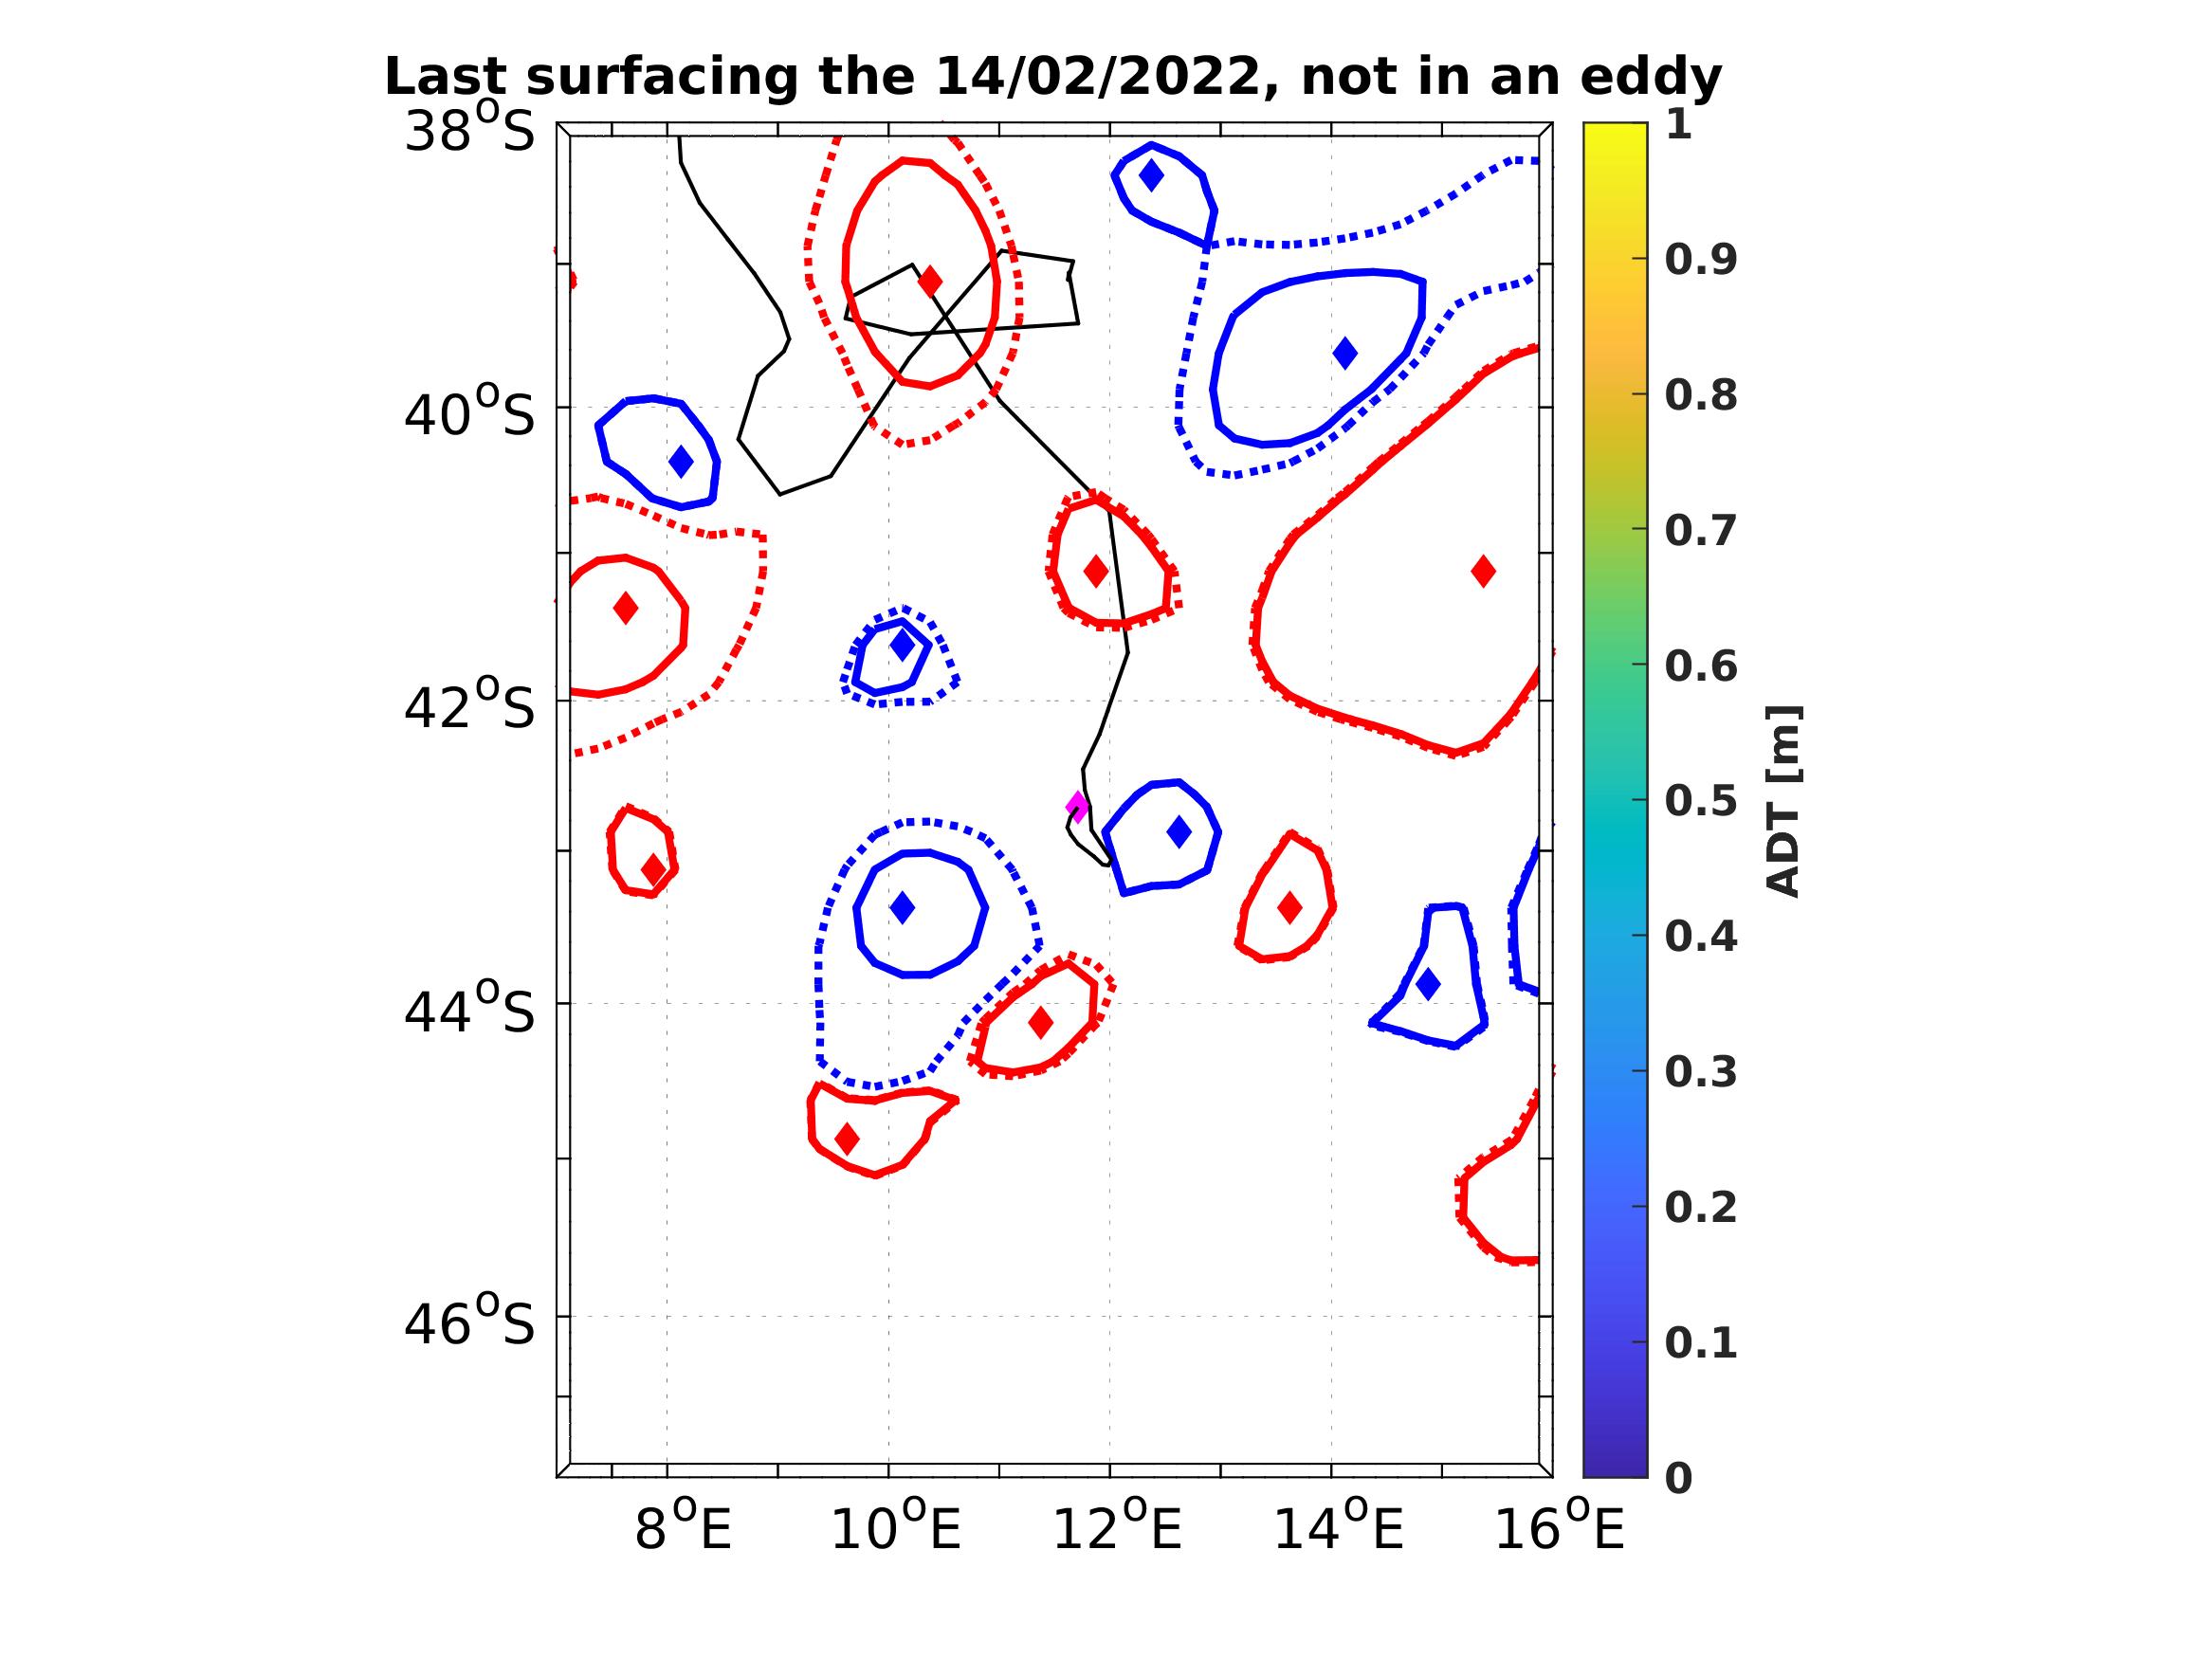 Last surfacing the 14/02/2022, not in an eddy
38°S
40°S
42°S
44°S
46°S
8°E
10°E
12°E
14°E
16°E
1
0.9
0.8
0.7
0.6
0.5
0.4
0.3
0.2
0.1
0
ADT [m]